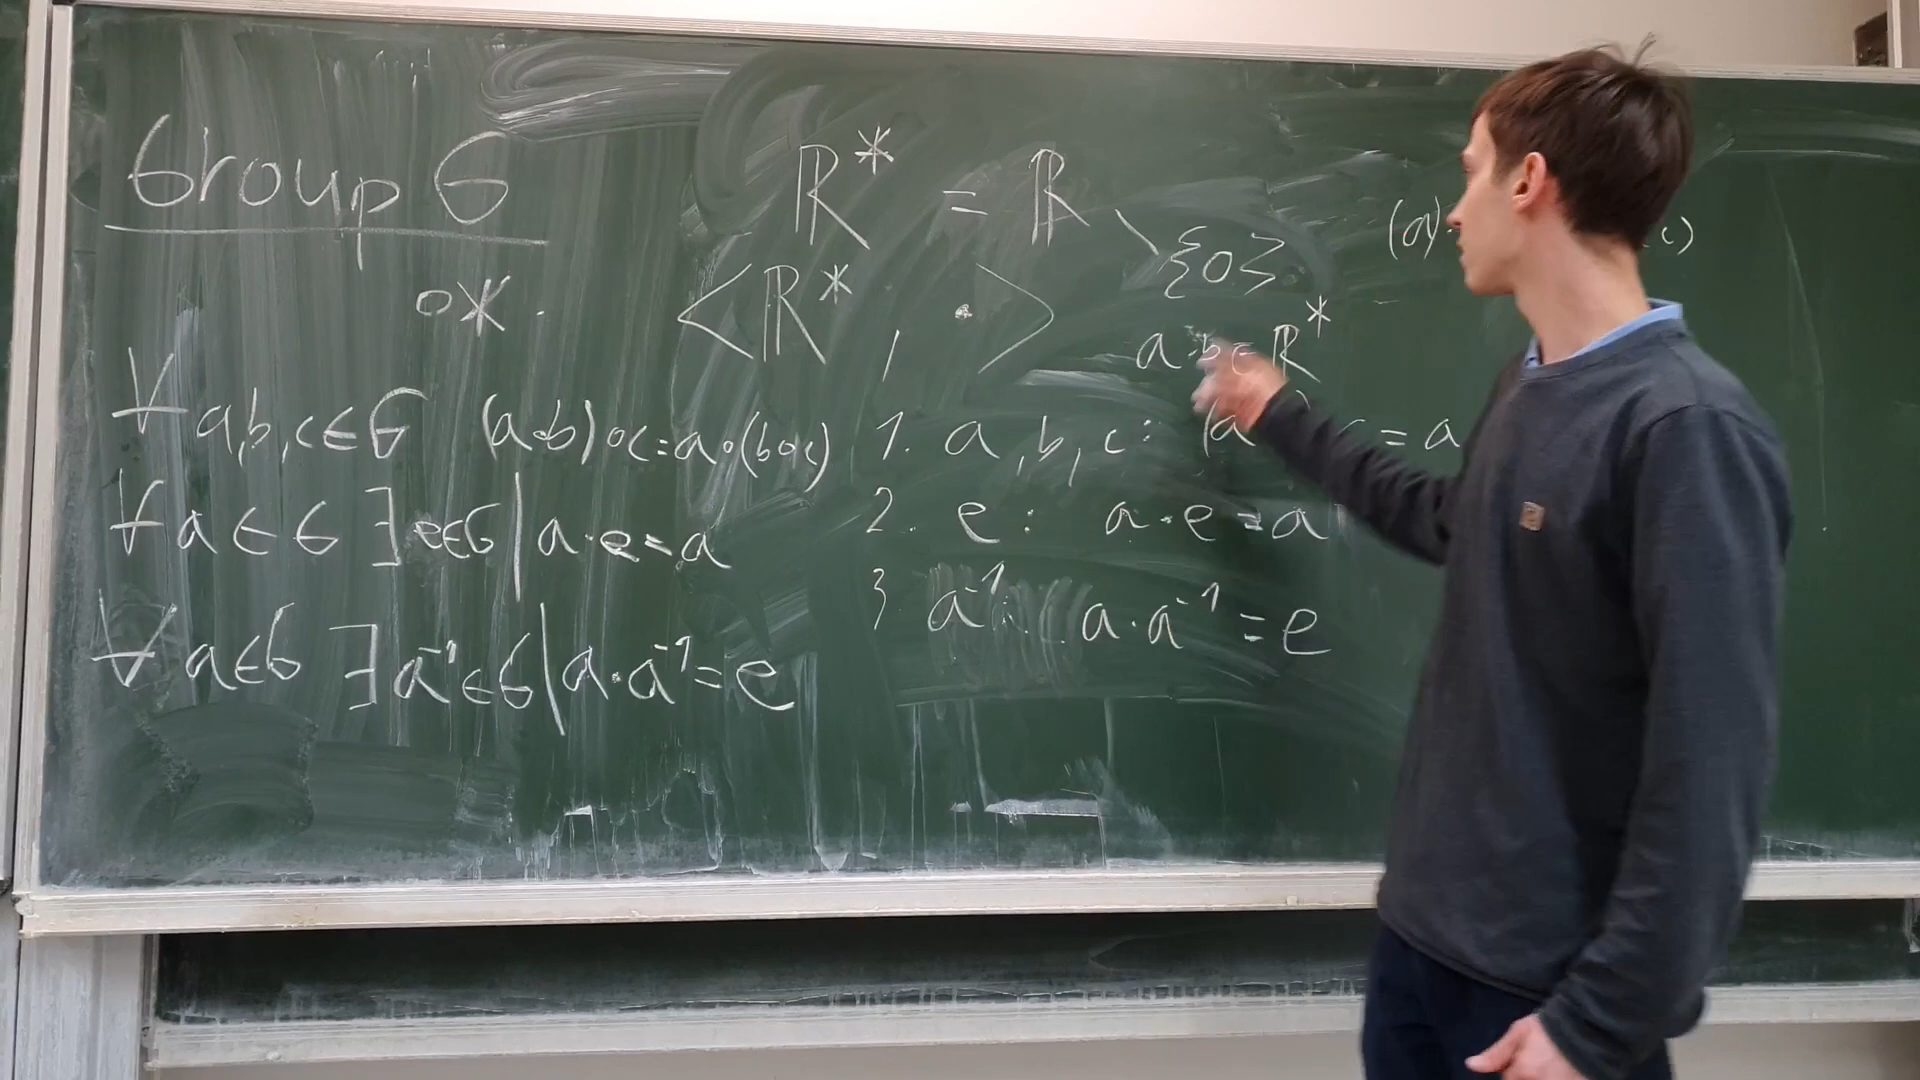 Group G
∘ * ·
∀ a,b,c∈G (a∘b)∘c=a∘(b∘c)
∀ a∈G ∃ e∈G | a·e=a
∀ a∈G ∃ a⁻¹∈G | a·a⁻¹=e
ℝ* = ℝ \ {0}
<ℝ*, ·>
a·b∈ℝ*
1. a,b,c: (a = a
2. e: a·e=a
3. a⁻¹: a·a⁻¹=e
(a)· c)